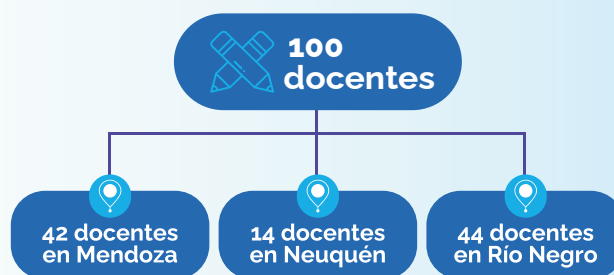 100
docentes
42 docentes
en Mendoza
14 docentes
en Neuquén
44 docentes
en Río Negro